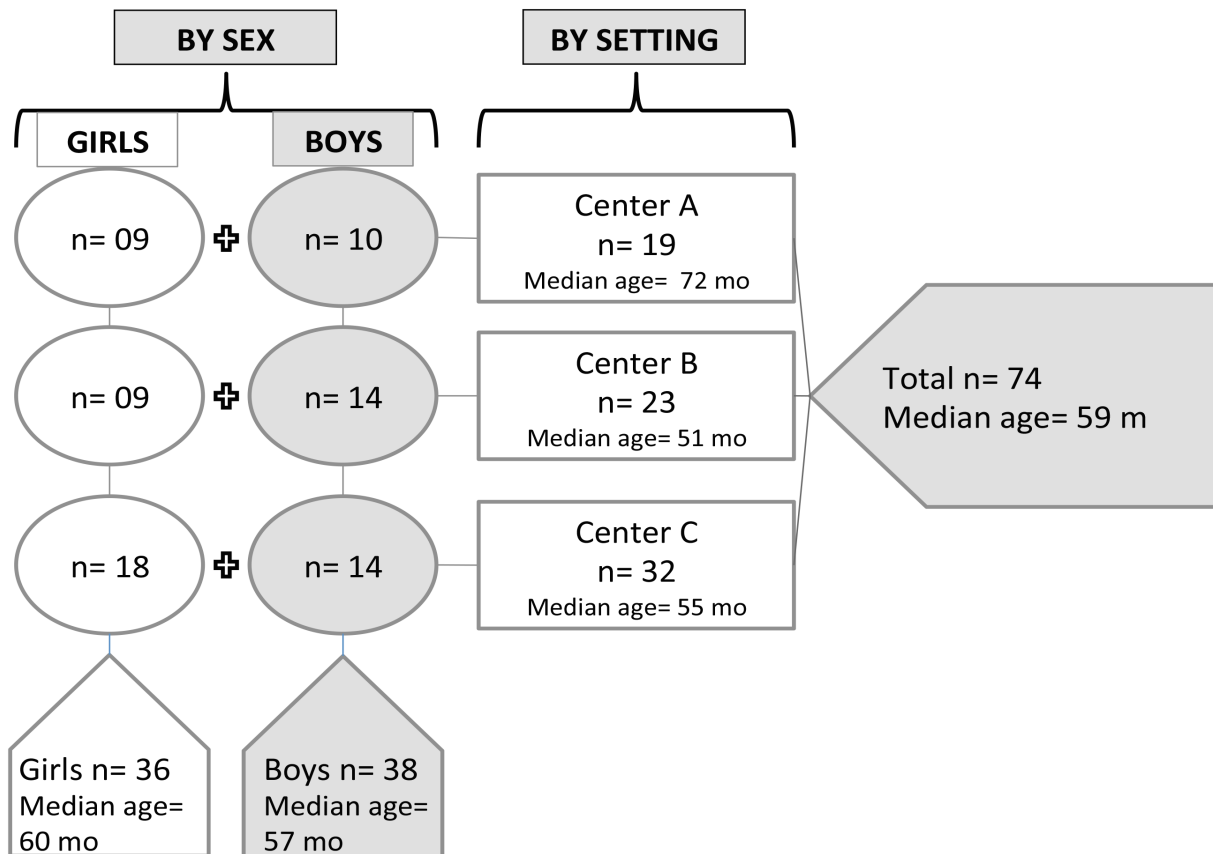 BY SEX
BY SETTING
GIRLS
BOYS
n= 09
n= 10
Center A
n= 19
Median age=  72 mo
n= 09
n= 14
Center B
n= 23
Median age= 51 mo
Total n= 74
Median age= 59 m
n= 18
n= 14
Center C
n= 32
Median age= 55 mo
Girls n= 36
Median age=
60 mo
Boys n= 38
Median age=
57 mo